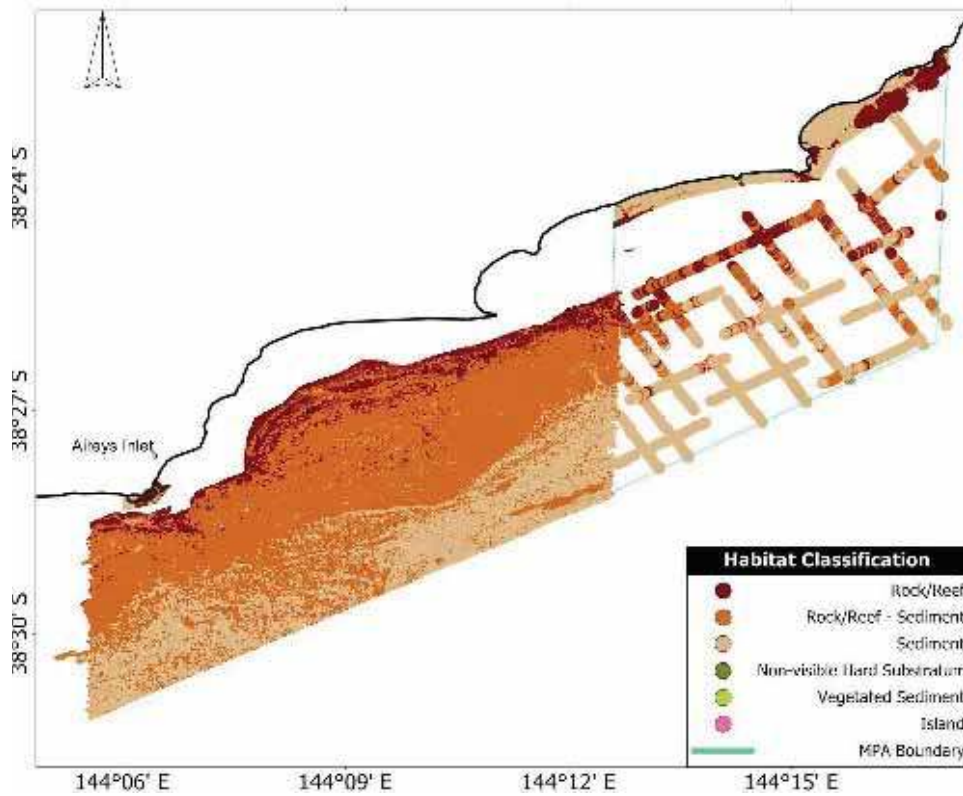 38°24' S
38°27' S
38°30' S
Aireys Inlet
Habitat Classification
Rock/Reef
Rock/Reef - Sediment
Sediment
Non-visible Hard Substratum
Vegetated Sediment
Island
MPA Boundary
144°06' E
144°09' E
144°12' E
144°15' E